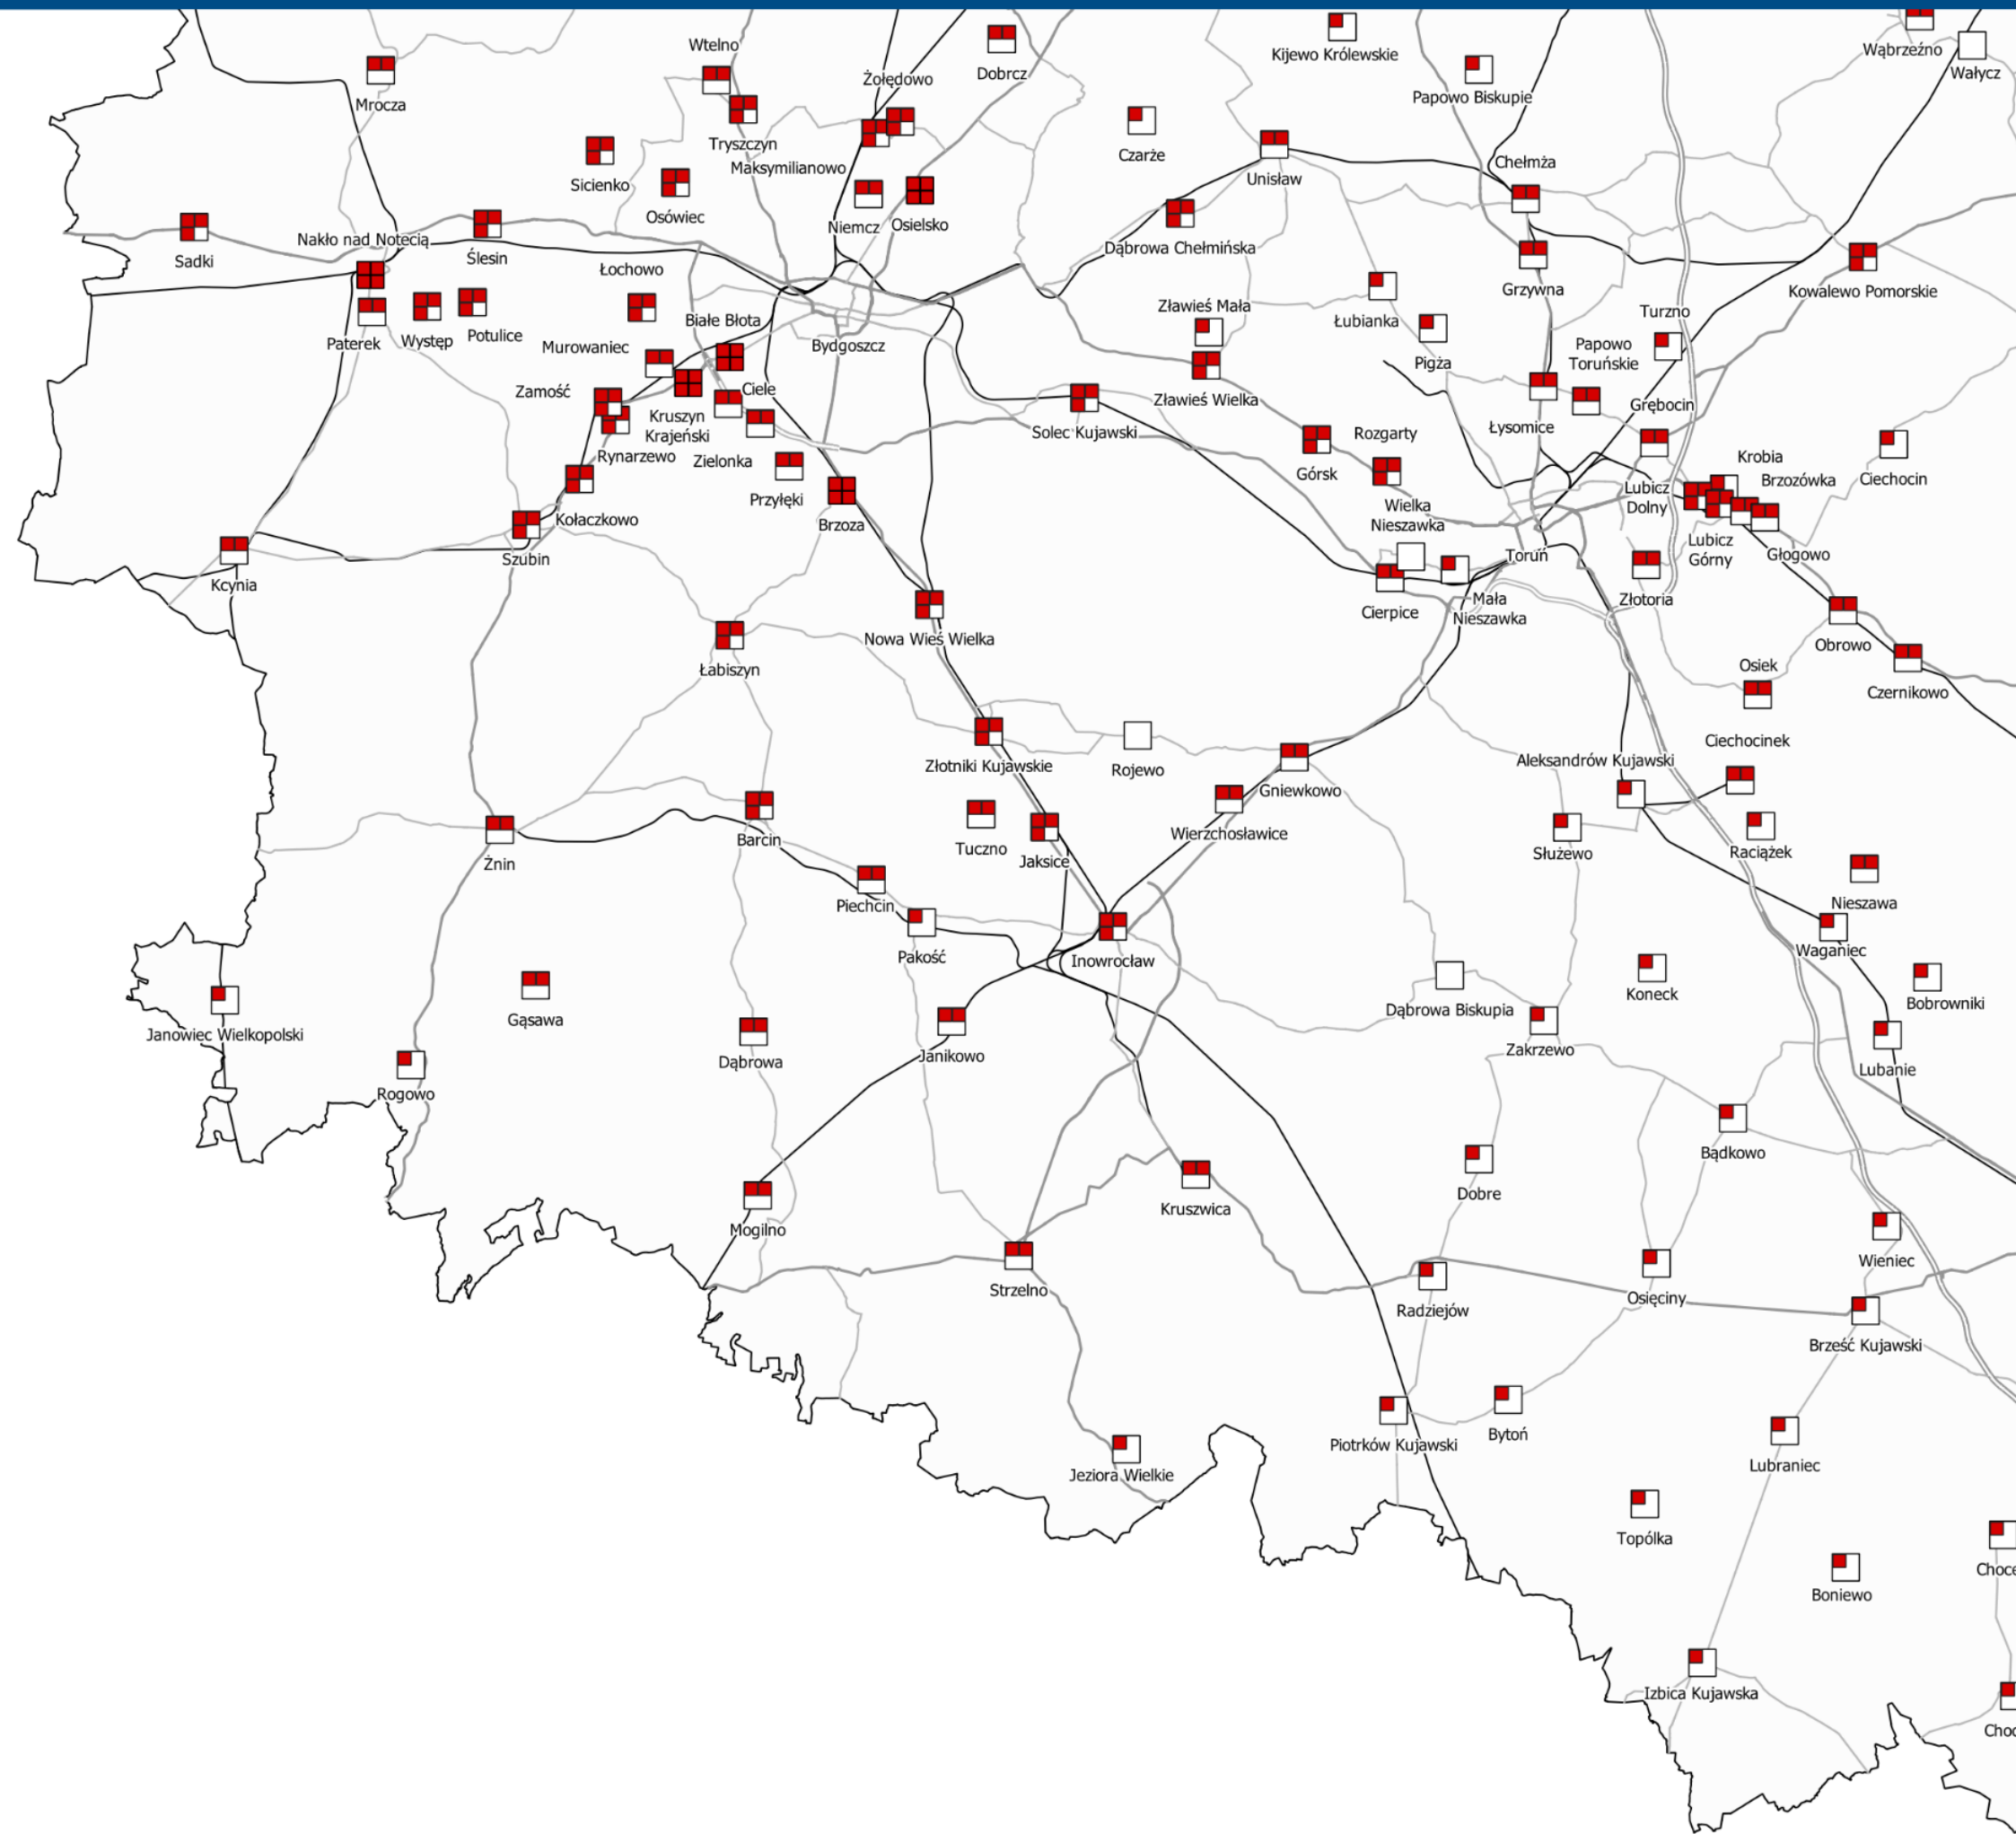 Wtelno
Kijewo Królewskie
Wąbrzeźno
Dobrcz
Żołędowo
Wałycz
Mrocza
Papowo Biskupie
Tryszczyn
Czarże
Maksymilianowo
Chełmża
Sicienko
Unisław
Osówiec
Niemcz
Osielsko
Nakło nad Notecią
Dąbrowa Chełmińska
Sadki
Ślesin
Łochowo
Grzywna
Kowalewo Pomorskie
Zławieś Mała
Turzno
Białe Błota
Łubianka
Paterek
Występ
Potulice
Murowaniec
Bydgoszcz
Papowo
Toruńskie
Pigża
Zamość
Ciele
Zławieś Wielka
Grębocin
Kruszyn
Krajeński
Solec Kujawski
Rozgarty
Łysomice
Rynarzewo
Zielonka
Górsk
Krobia
Brzozówka
Ciechocin
Przyłęki
Lubicz
Dolny
Wielka
Nieszawka
Kołaczkowo
Brzoza
Szubin
Toruń
Lubicz
Górny
Głogowo
Kcynia
Cierpice
Mała
Nieszawka
Złotoria
Nowa Wieś Wielka
Obrowo
Łabiszyn
Osiek
Czernikowo
Ciechocinek
Złotniki Kujawskie
Rojewo
Aleksandrów Kujawski
Gniewkowo
Wierzchosławice
Barcin
Tuczno
Jaksice
Służewo
Raciążek
Żnin
Piechcin
Nieszawa
Pakość
Inowrocław
Waganiec
Koneck
Bobrowniki
Dąbrowa Biskupia
Gąsawa
Janowiec Wielkopolski
Zakrzewo
Dąbrowa
Janikowo
Lubanie
Rogowo
Bądkowo
Dobre
Kruszwica
Mogilno
Wieniec
Strzelno
Osięciny
Radziejów
Brześć Kujawski
Bytoń
Piotrków Kujawski
Lubraniec
Jeziora Wielkie
Topólka
Choce
Boniewo
Izbica Kujawska
Choc